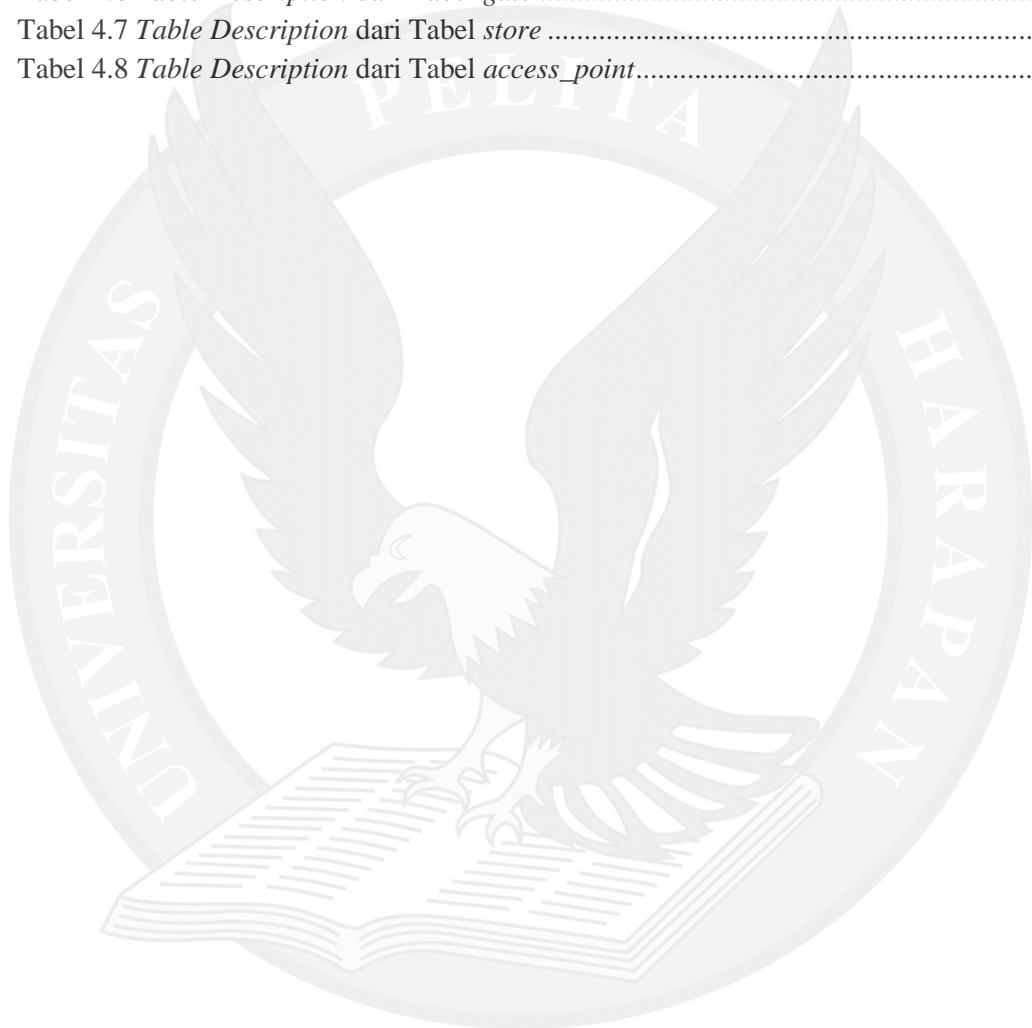 Tabel 4.7 Table Description dari Tabel store ....................................................................
Tabel 4.8 Table Description dari Tabel access_point......................................................
UNIVERSITAS PELITA HARAPAN